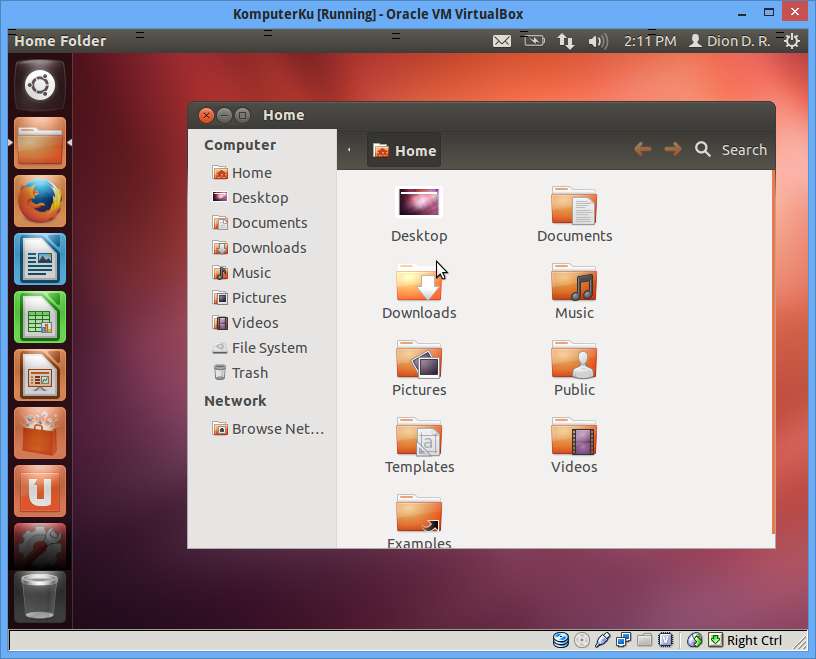 KomputerKu [Running] - Oracle VM VirtualBox
Home Folder
2:11 PM
Dion D. R.
Home
Computer
Home
Desktop
Documents
Downloads
Music
Pictures
Videos
File System
Trash
Network
Browse Net...
Home
Search
Desktop
Documents
Downloads
Music
Pictures
Public
Templates
Videos
Examples
Right Ctrl